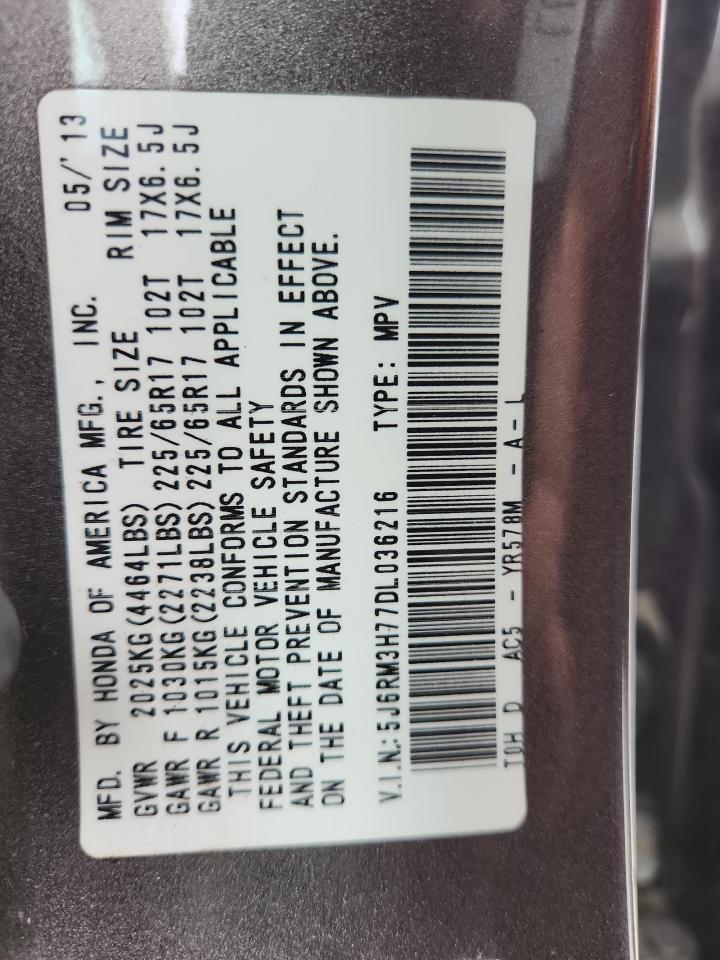 MFD. BY HONDA OF AMERICA MFG., INC. 05/'13
GVWR 2025KG(4464LBS) TIRE SIZE RIM SIZE
GAWR F 1030KG(2271LBS) 225/65R17 102T 17X6.5J
GAWR R 1015KG(2238LBS) 225/65R17 102T 17X6.5J
THIS VEHICLE CONFORMS TO ALL APPLICABLE
FEDERAL MOTOR VEHICLE SAFETY
AND THEFT PREVENTION STANDARDS IN EFFECT
ON THE DATE OF MANUFACTURE SHOWN ABOVE.
V.I.N.: 5J6RM3H77DL036216 TYPE: MPV
T0H D AC5 - YR578M - A - L